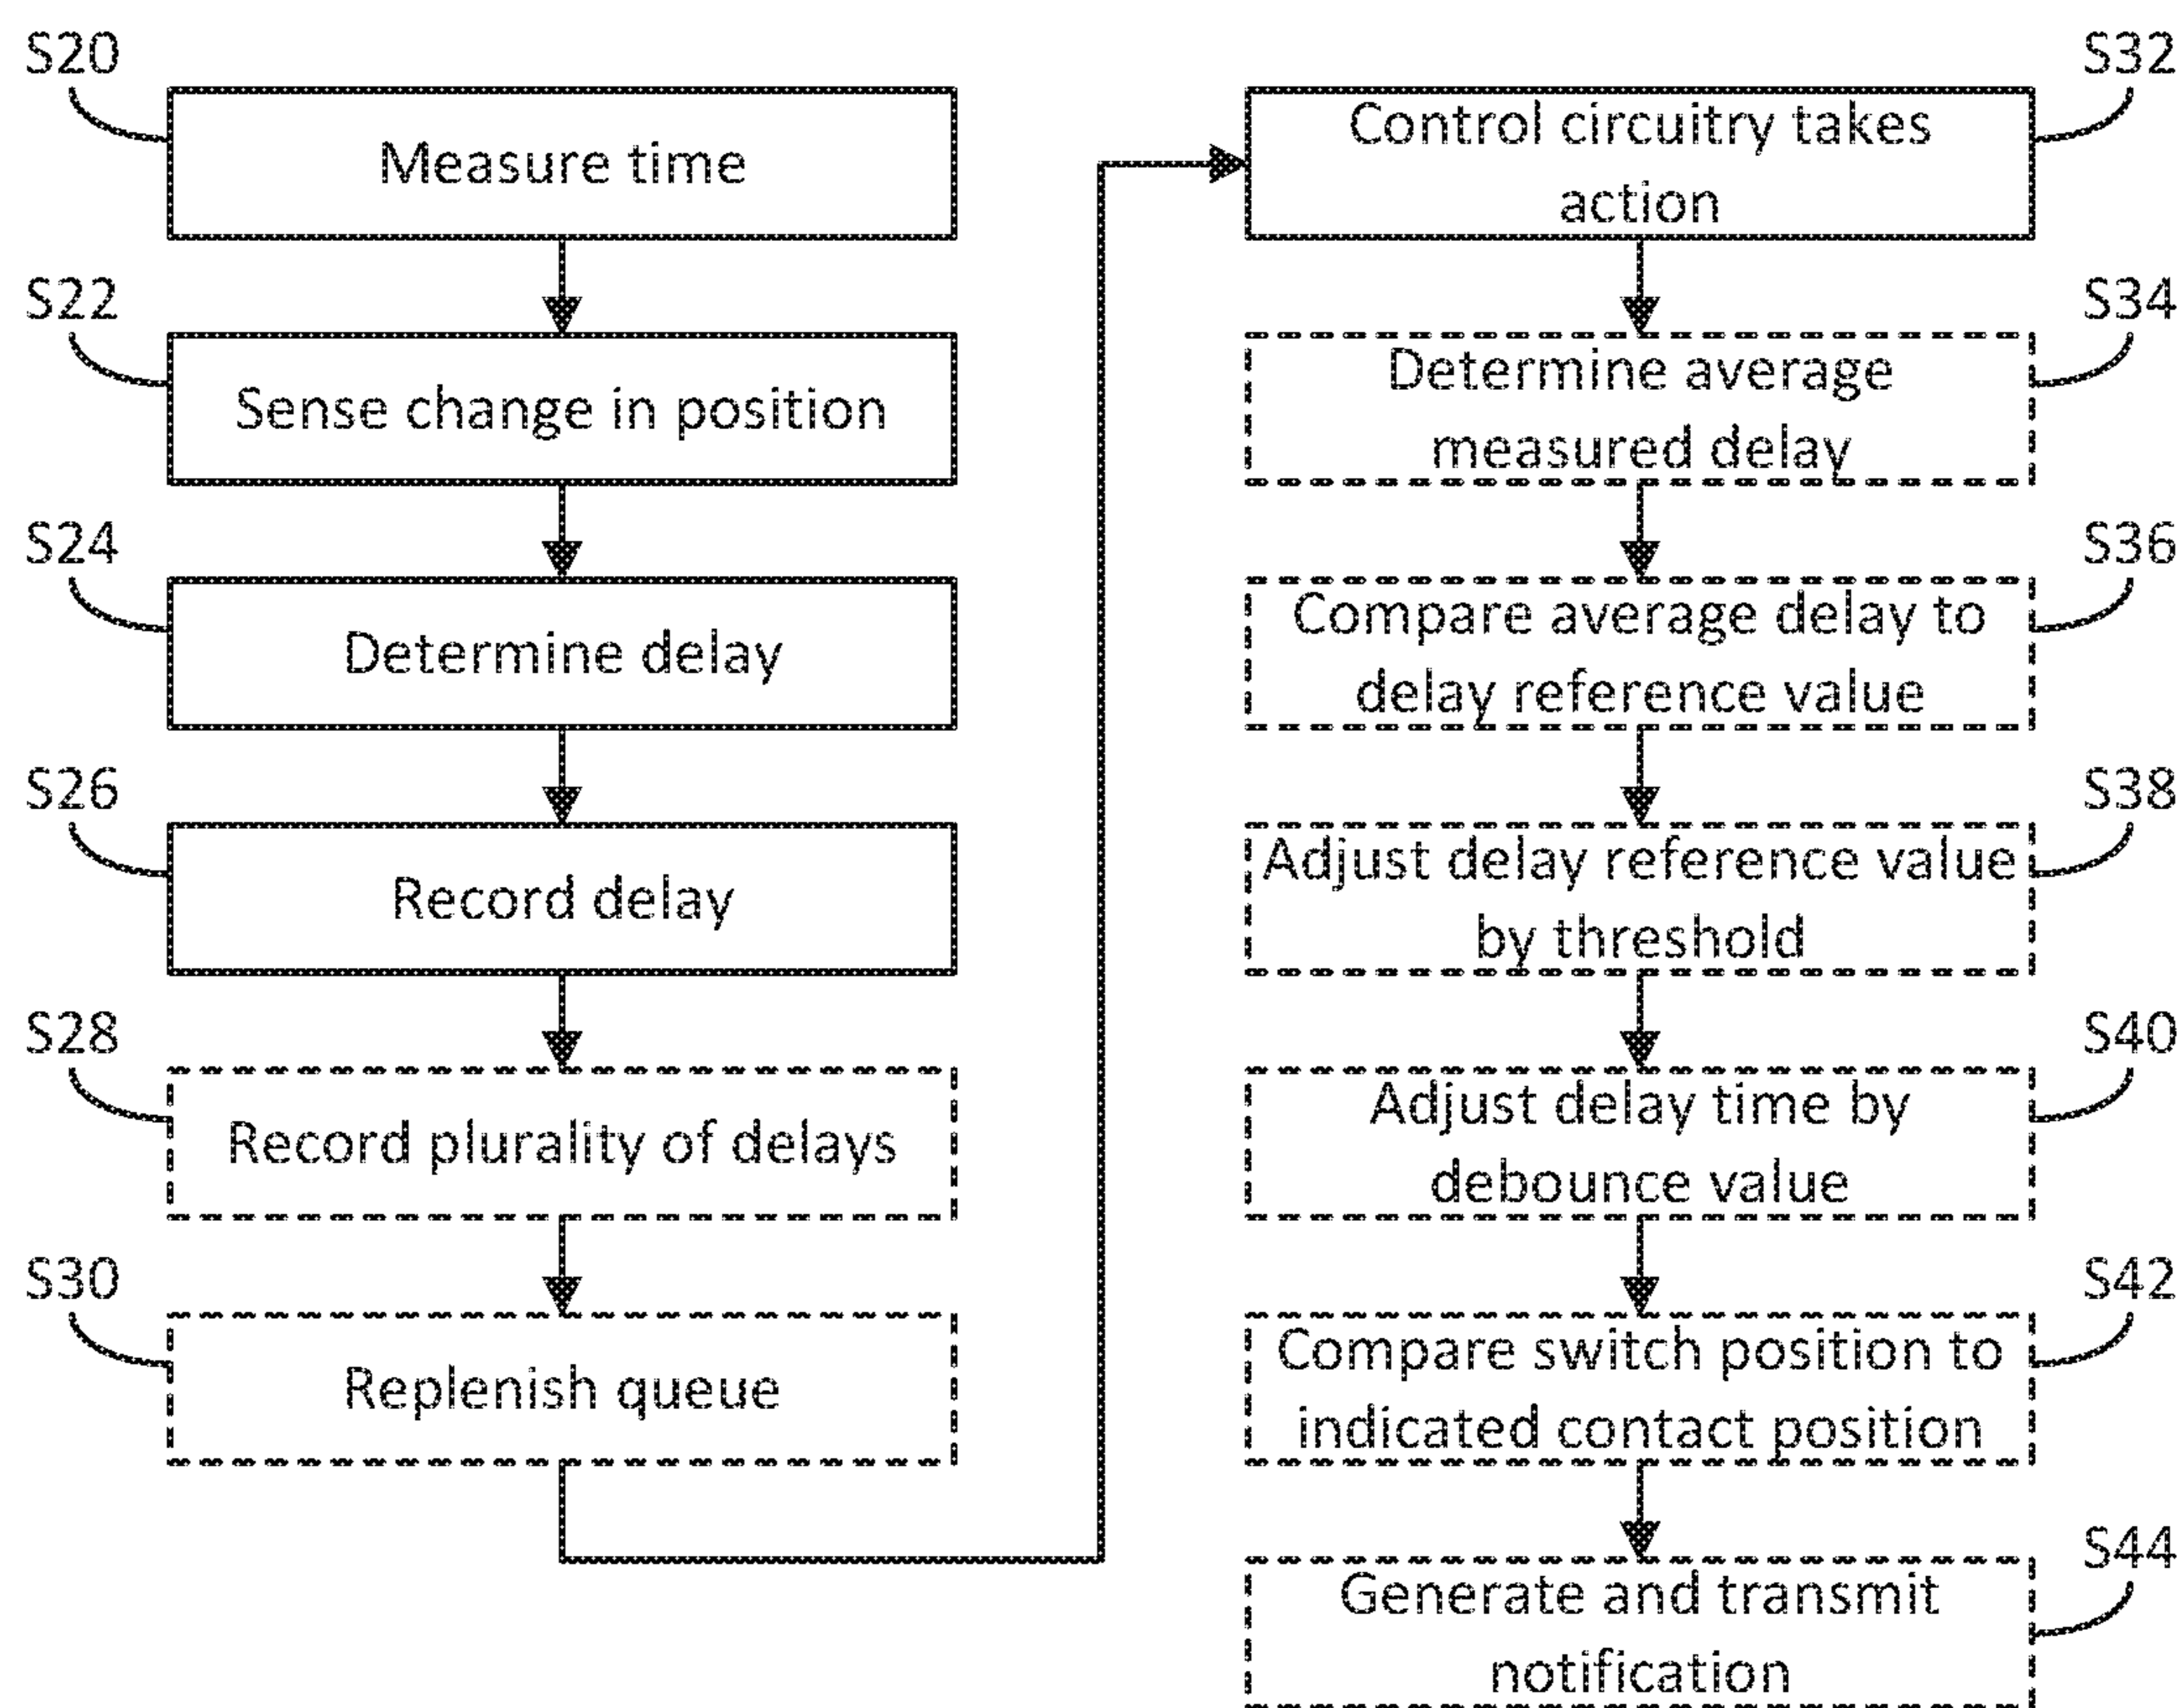 S20
Measure time
S22
Sense change in position
S24
Determine delay
S26
Record delay
S28
Record plurality of delays
S30
Replenish queue
S32
Control circuitry takes
action
S34
Determine average
measured delay
S36
Compare average delay to
delay reference value
S38
Adjust delay reference value
by threshold
S40
Adjust delay time by
debounce value
S42
Compare switch position to
indicated contact position
S44
Generate and transmit
notification